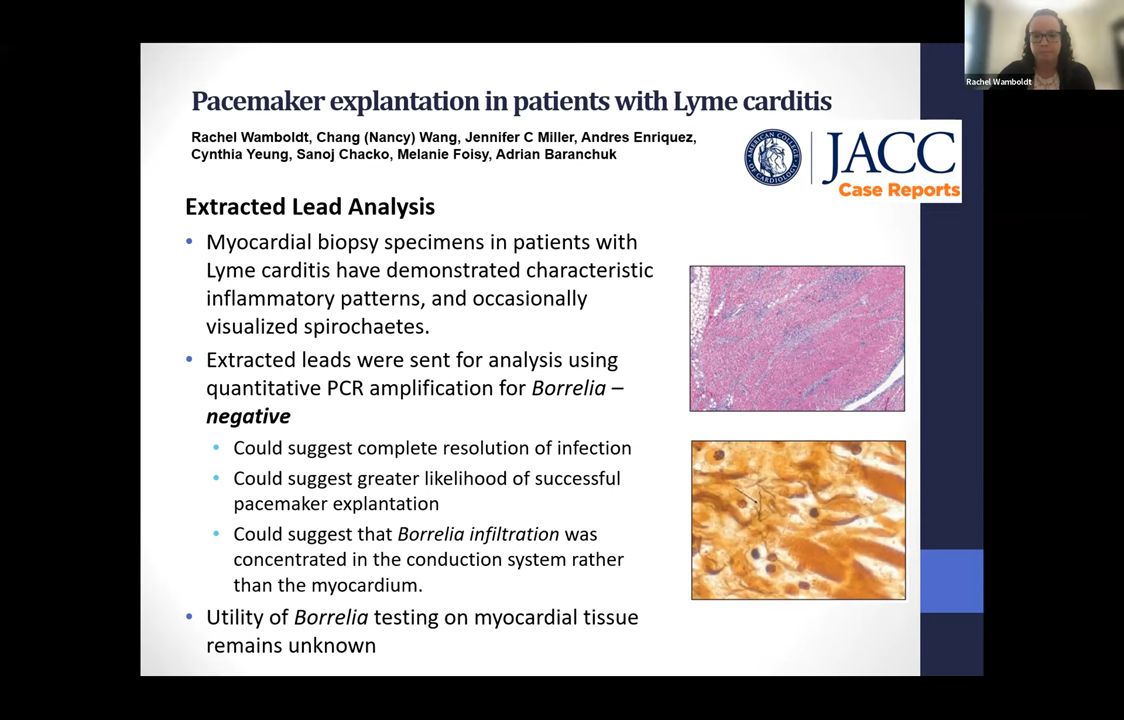 Rachel Wamboldt
Pacemaker explantation in patients with Lyme carditis
Rachel Wamboldt, Chang (Nancy) Wang, Jennifer C Miller, Andres Enriquez,
Cynthia Yeung, Sanoj Chacko, Melanie Foisy, Adrian Baranchuk
AMERICAN COLLEGE OF CARDIOLOGY
JACC
Case Reports
Extracted Lead Analysis
• Myocardial biopsy specimens in patients with
Lyme carditis have demonstrated characteristic
inflammatory patterns, and occasionally
visualized spirochaetes.
• Extracted leads were sent for analysis using
quantitative PCR amplification for Borrelia –
negative
• Could suggest complete resolution of infection
• Could suggest greater likelihood of successful
pacemaker explantation
• Could suggest that Borrelia infiltration was
concentrated in the conduction system rather
than the myocardium.
• Utility of Borrelia testing on myocardial tissue
remains unknown